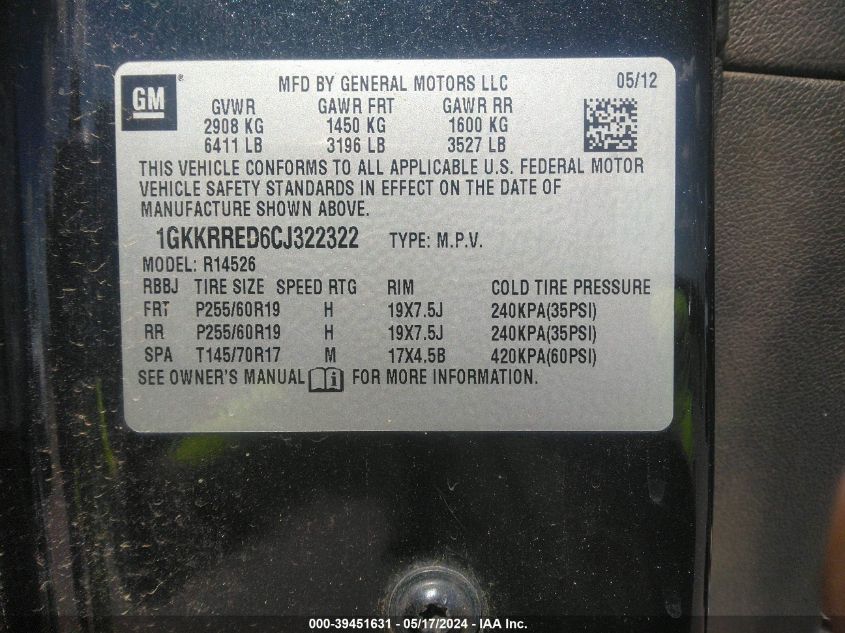 GM ® MFD BY GENERAL MOTORS LLC 05/12
GVWR GAWR FRT GAWR RR
2908 KG 1450 KG 1600 KG
6411 LB 3196 LB 3527 LB
THIS VEHICLE CONFORMS TO ALL APPLICABLE U.S. FEDERAL MOTOR
VEHICLE SAFETY STANDARDS IN EFFECT ON THE DATE OF
MANUFACTURE SHOWN ABOVE.
1GKKRRED6CJ322322 TYPE: M.P.V.
MODEL: R14526
RBBJ TIRE SIZE SPEED RTG RIM COLD TIRE PRESSURE
FRT P255/60R19 H 19X7.5J 240KPA(35PSI)
RR P255/60R19 H 19X7.5J 240KPA(35PSI)
SPA T145/70R17 M 17X4.5B 420KPA(60PSI)
SEE OWNER'S MANUAL i FOR MORE INFORMATION.
000-39451631 - 05/17/2024 - IAA Inc.